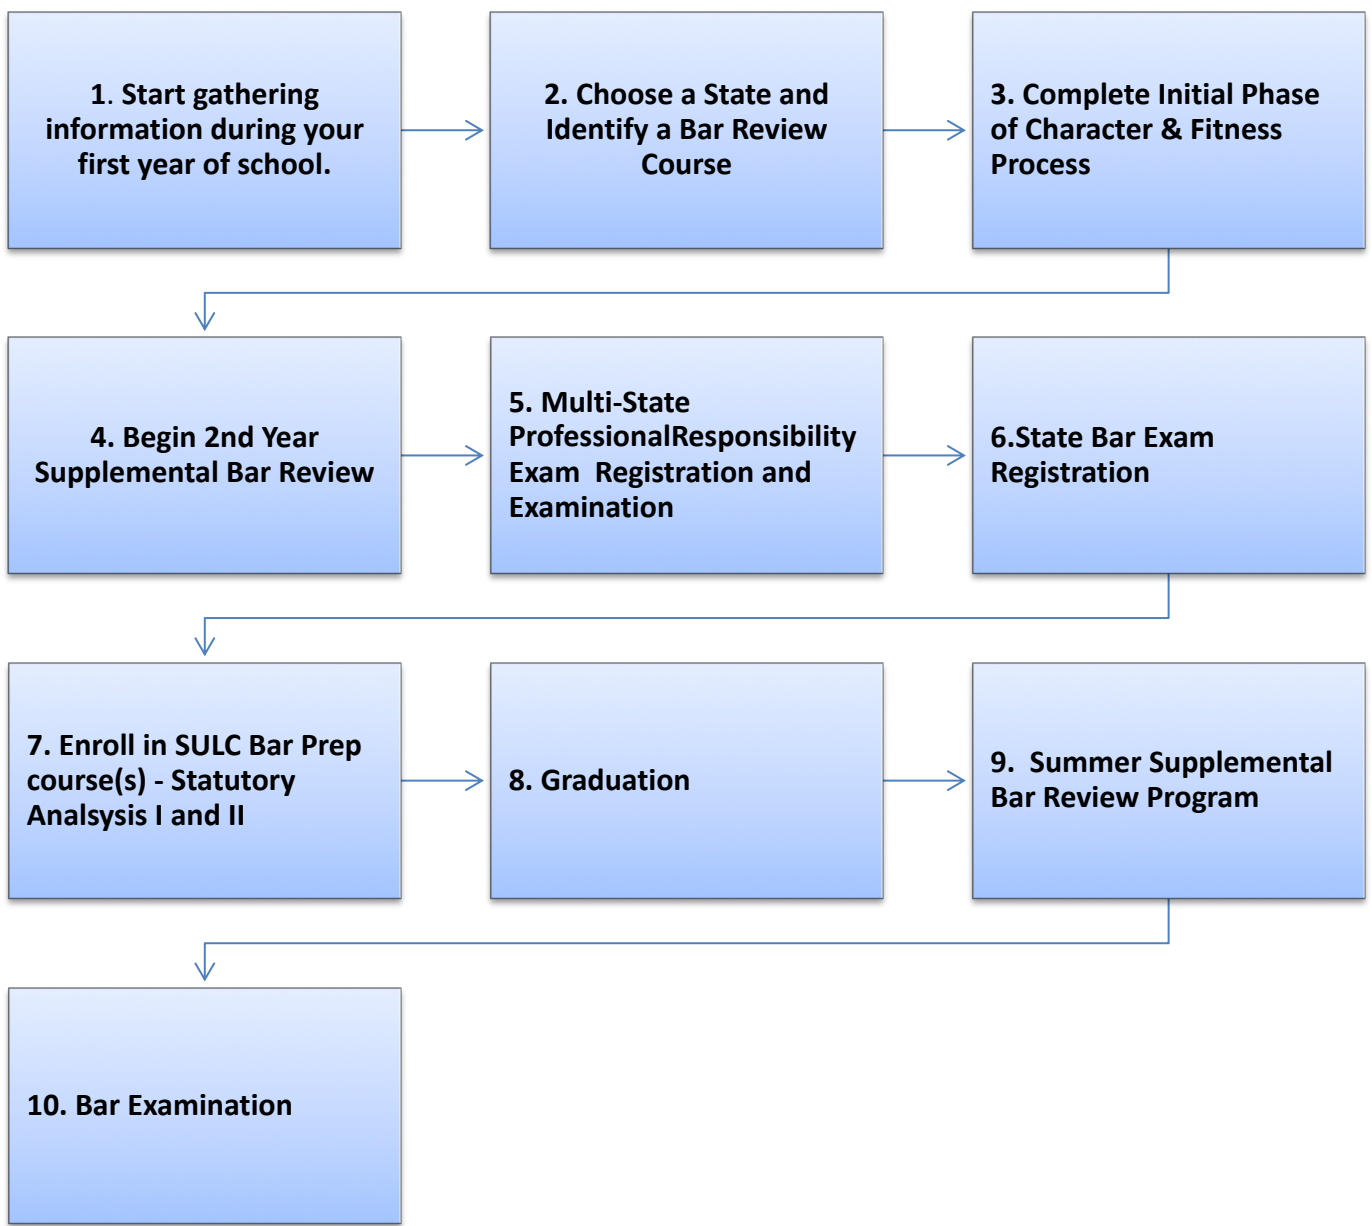 1. Start gathering
information during your
first year of school.
2. Choose a State and
Identify a Bar Review
Course
3. Complete Initial Phase
of Character & Fitness
Process
4. Begin 2nd Year
Supplemental Bar Review
5. Multi-State
ProfessionalResponsibility
Exam  Registration and
Examination
6.State Bar Exam
Registration
7. Enroll in SULC Bar Prep
course(s) - Statutory
Analsysis I and II
8. Graduation
9.  Summer Supplemental
Bar Review Program
10. Bar Examination